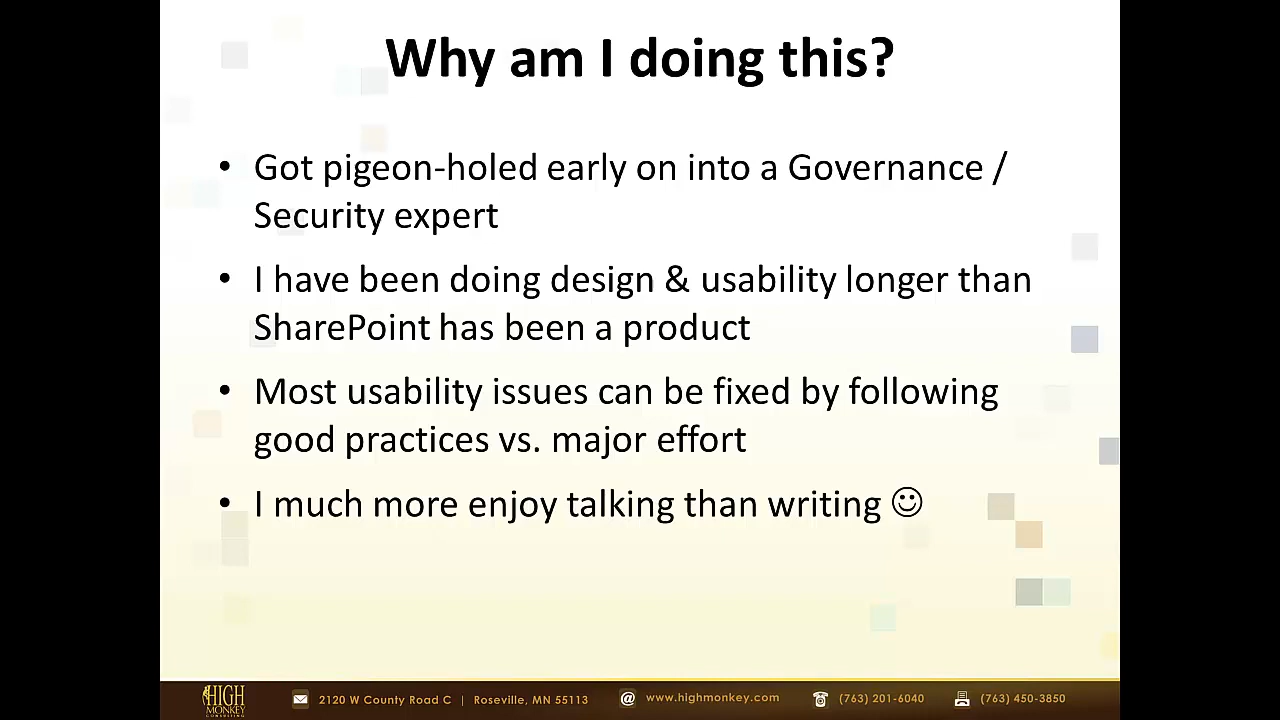 Why am I doing this?
• Got pigeon-holed early on into a Governance /
Security expert
• I have been doing design & usability longer than
SharePoint has been a product
• Most usability issues can be fixed by following
good practices vs. major effort
• I much more enjoy talking than writing ☺
HIGH
MONKEY
CONSULTING
2120 W County Road C | Roseville, MN 55113
www.highmonkey.com
(763) 201-6040
(763) 450-3850